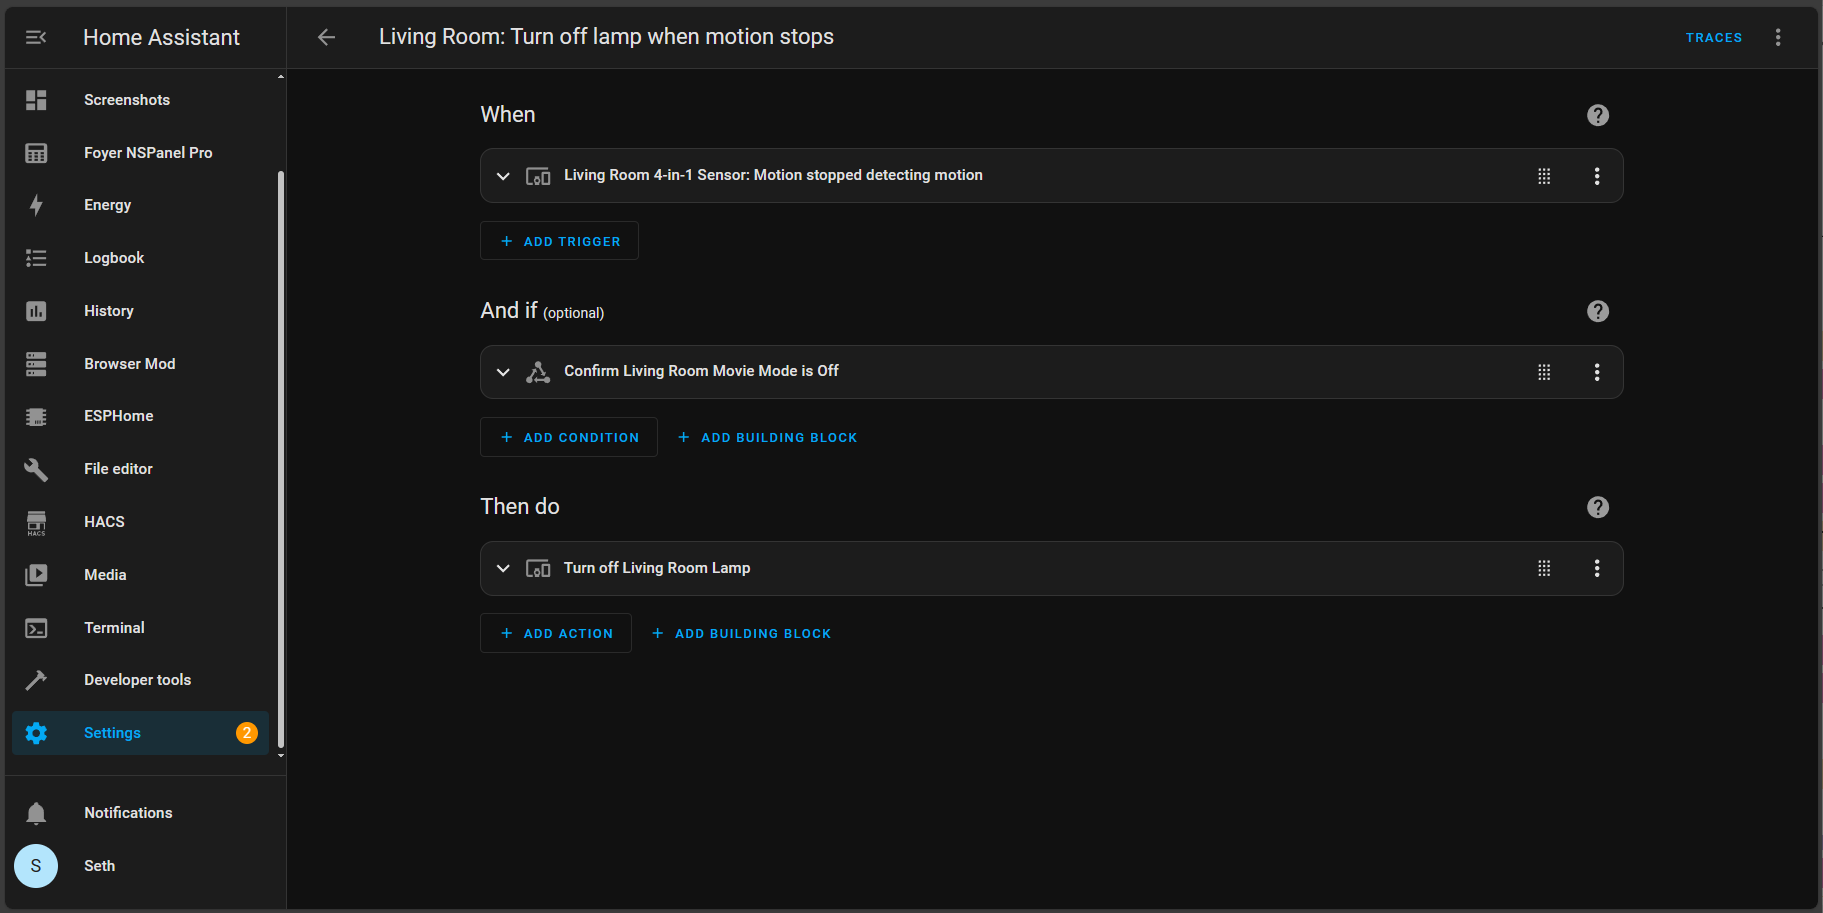 Home Assistant
Screenshots
Foyer NSPanel Pro
Energy
Logbook
History
Browser Mod
ESPHome
File editor
HACS
HACS
Media
Terminal
Developer tools
Settings 2
Notifications
S Seth
Living Room: Turn off lamp when motion stops
TRACES
When
Living Room 4-in-1 Sensor: Motion stopped detecting motion
+ ADD TRIGGER
And if (optional)
Confirm Living Room Movie Mode is Off
+ ADD CONDITION + ADD BUILDING BLOCK
Then do
Turn off Living Room Lamp
+ ADD ACTION + ADD BUILDING BLOCK